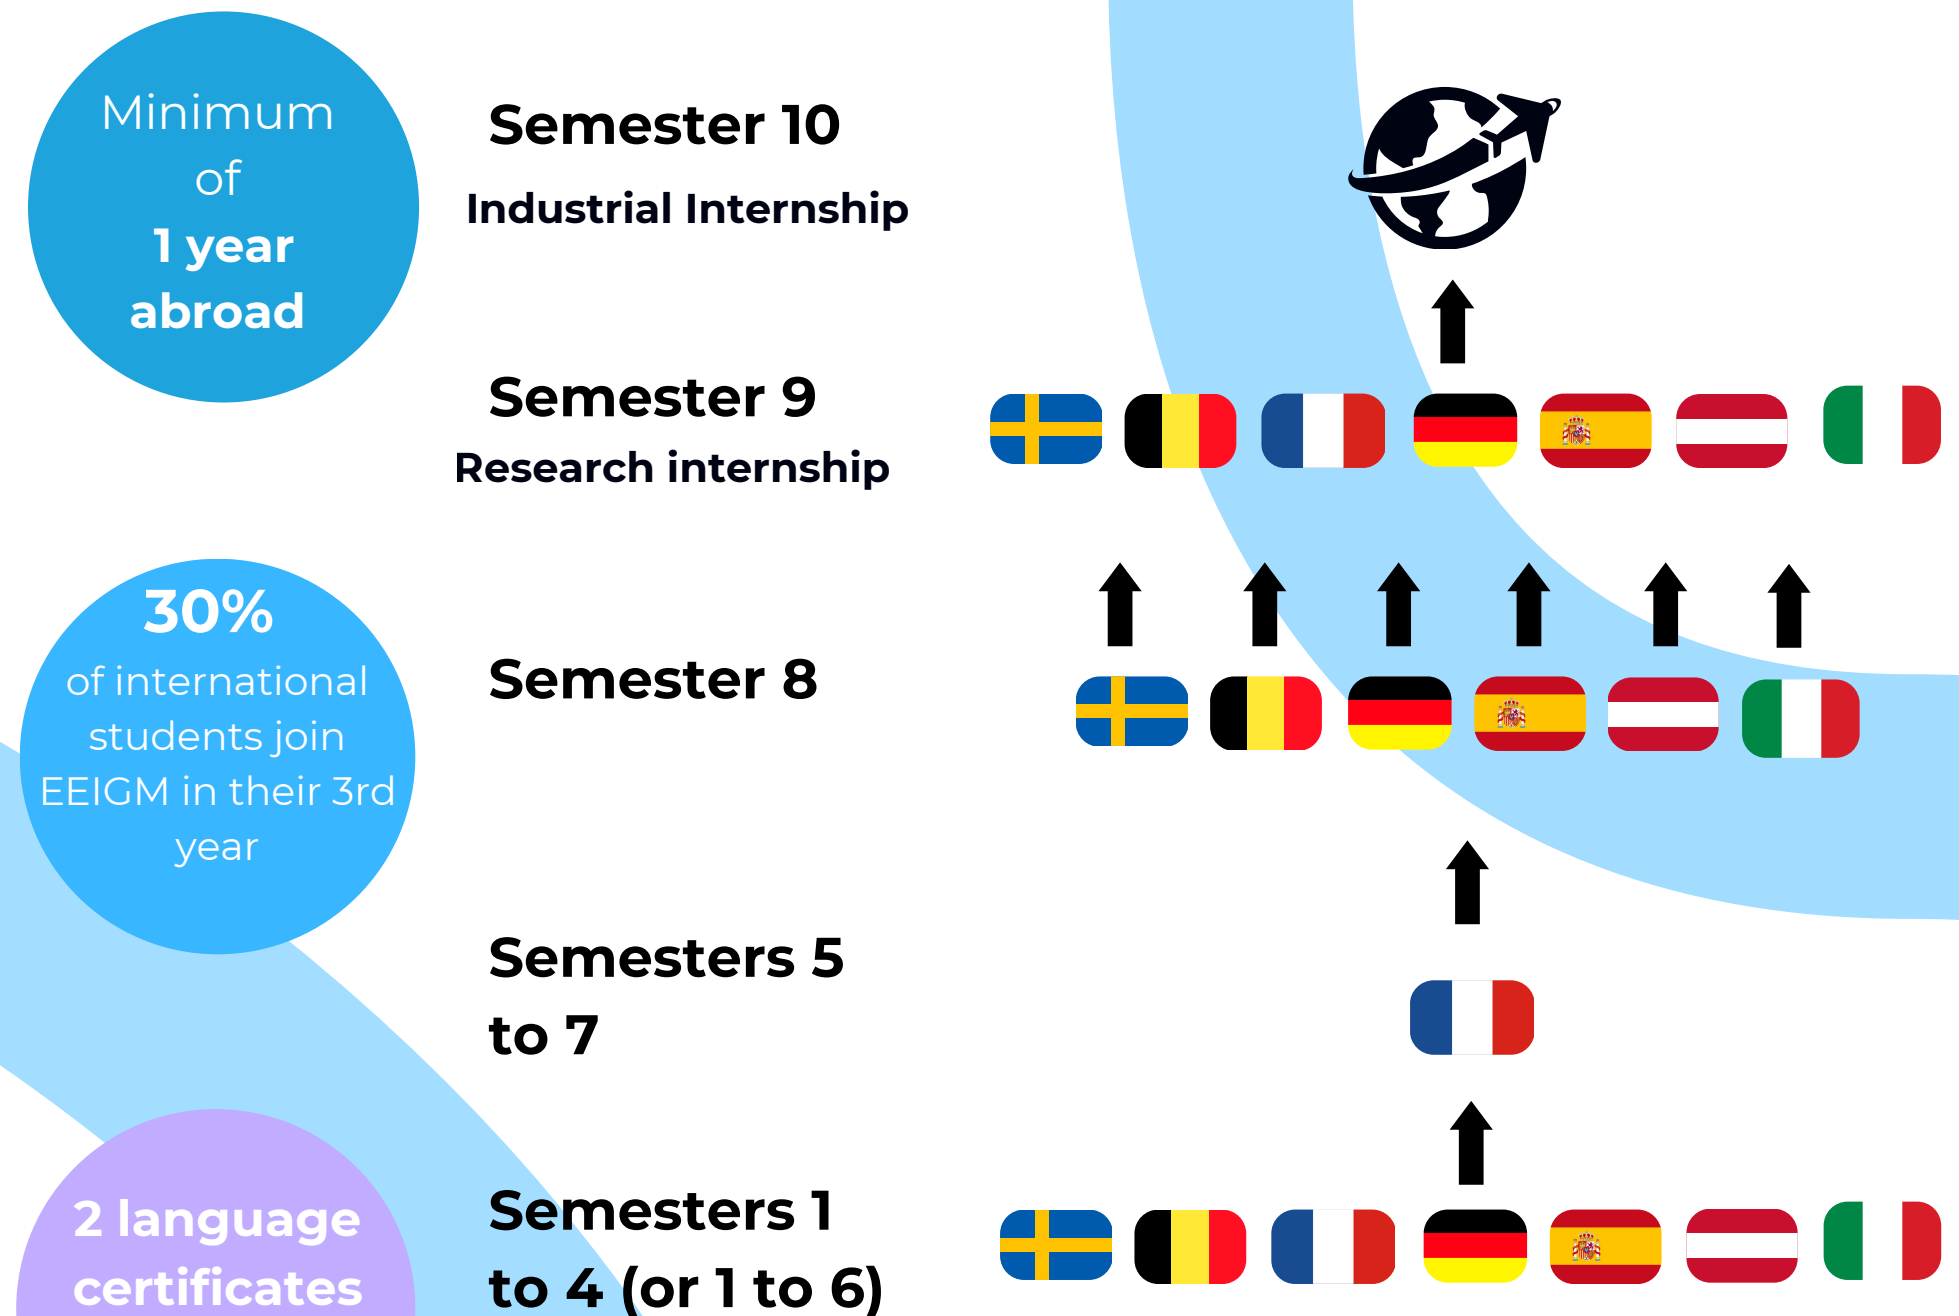 Minimum
of
1 year
abroad
Semester 10
Industrial Internship
Semester 9
Research internship
30%
of international
students join
EEIGM in their 3rd
year
Semester 8
Semesters 5
to 7
2 language
certificates
Semesters 1
to 4 (or 1 to 6)